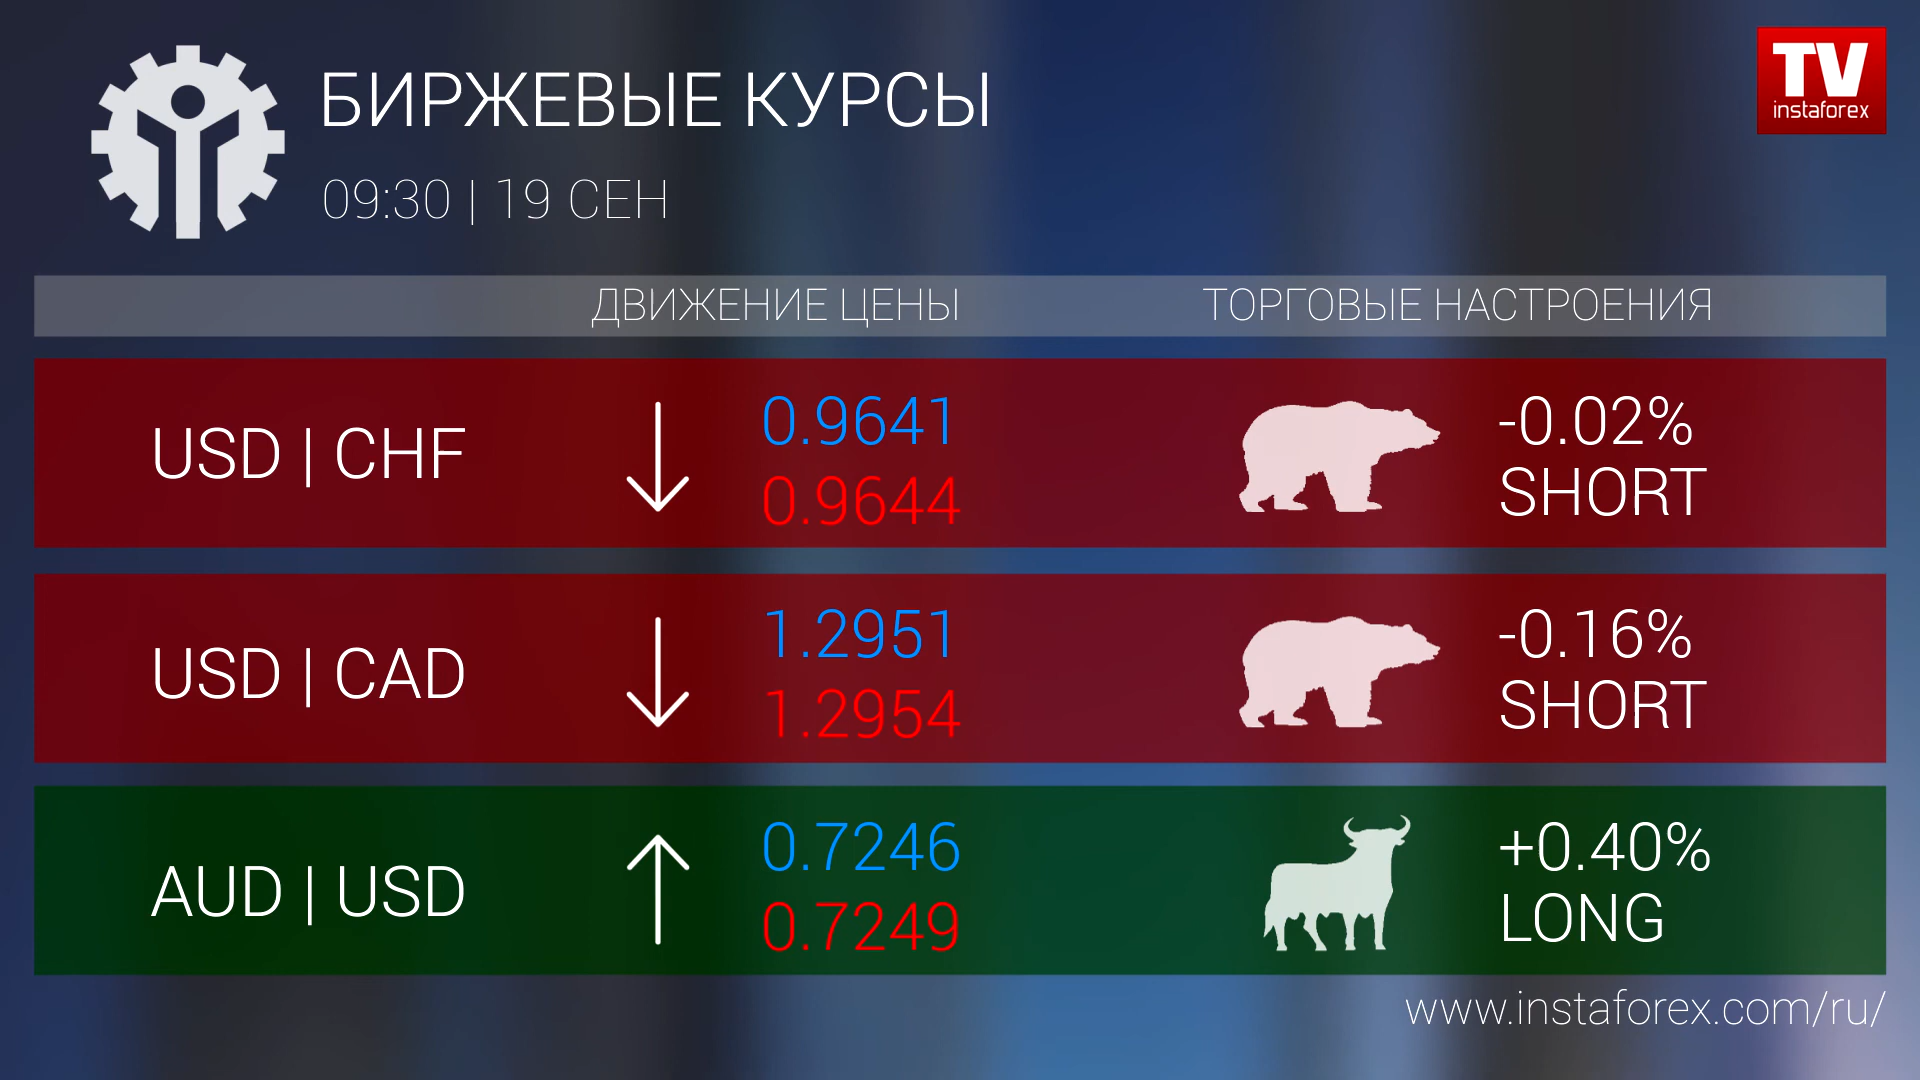 БИРЖЕВЫЕ КУРСЫ
TV
instaforex
09:30 | 19 СЕН
ДВИЖЕНИЕ ЦЕНЫ ТОРГОВЫЕ НАСТРОЕНИЯ
USD | CHF
0.9641
0.9644
-0.02%
SHORT
USD | CAD
1.2951
1.2954
-0.16%
SHORT
AUD | USD
0.7246
0.7249
+0.40%
LONG
www.instaforex.com/ru/